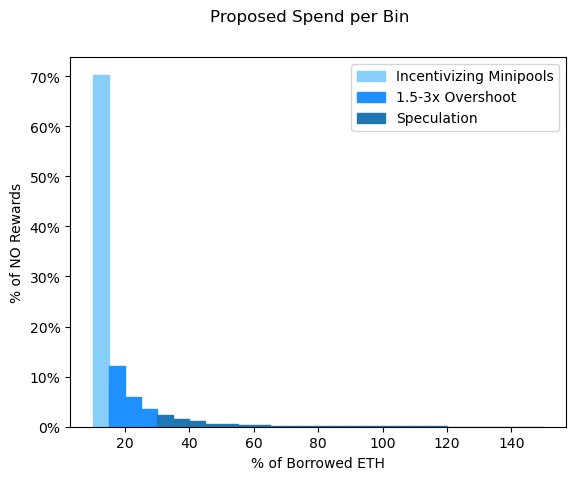 Proposed Spend per Bin
Incentivizing Minipools
1.5-3x Overshoot
Speculation
% of NO Rewards
70%
60%
50%
40%
30%
20%
10%
0%
20 40 60 80 100 120 140
% of Borrowed ETH